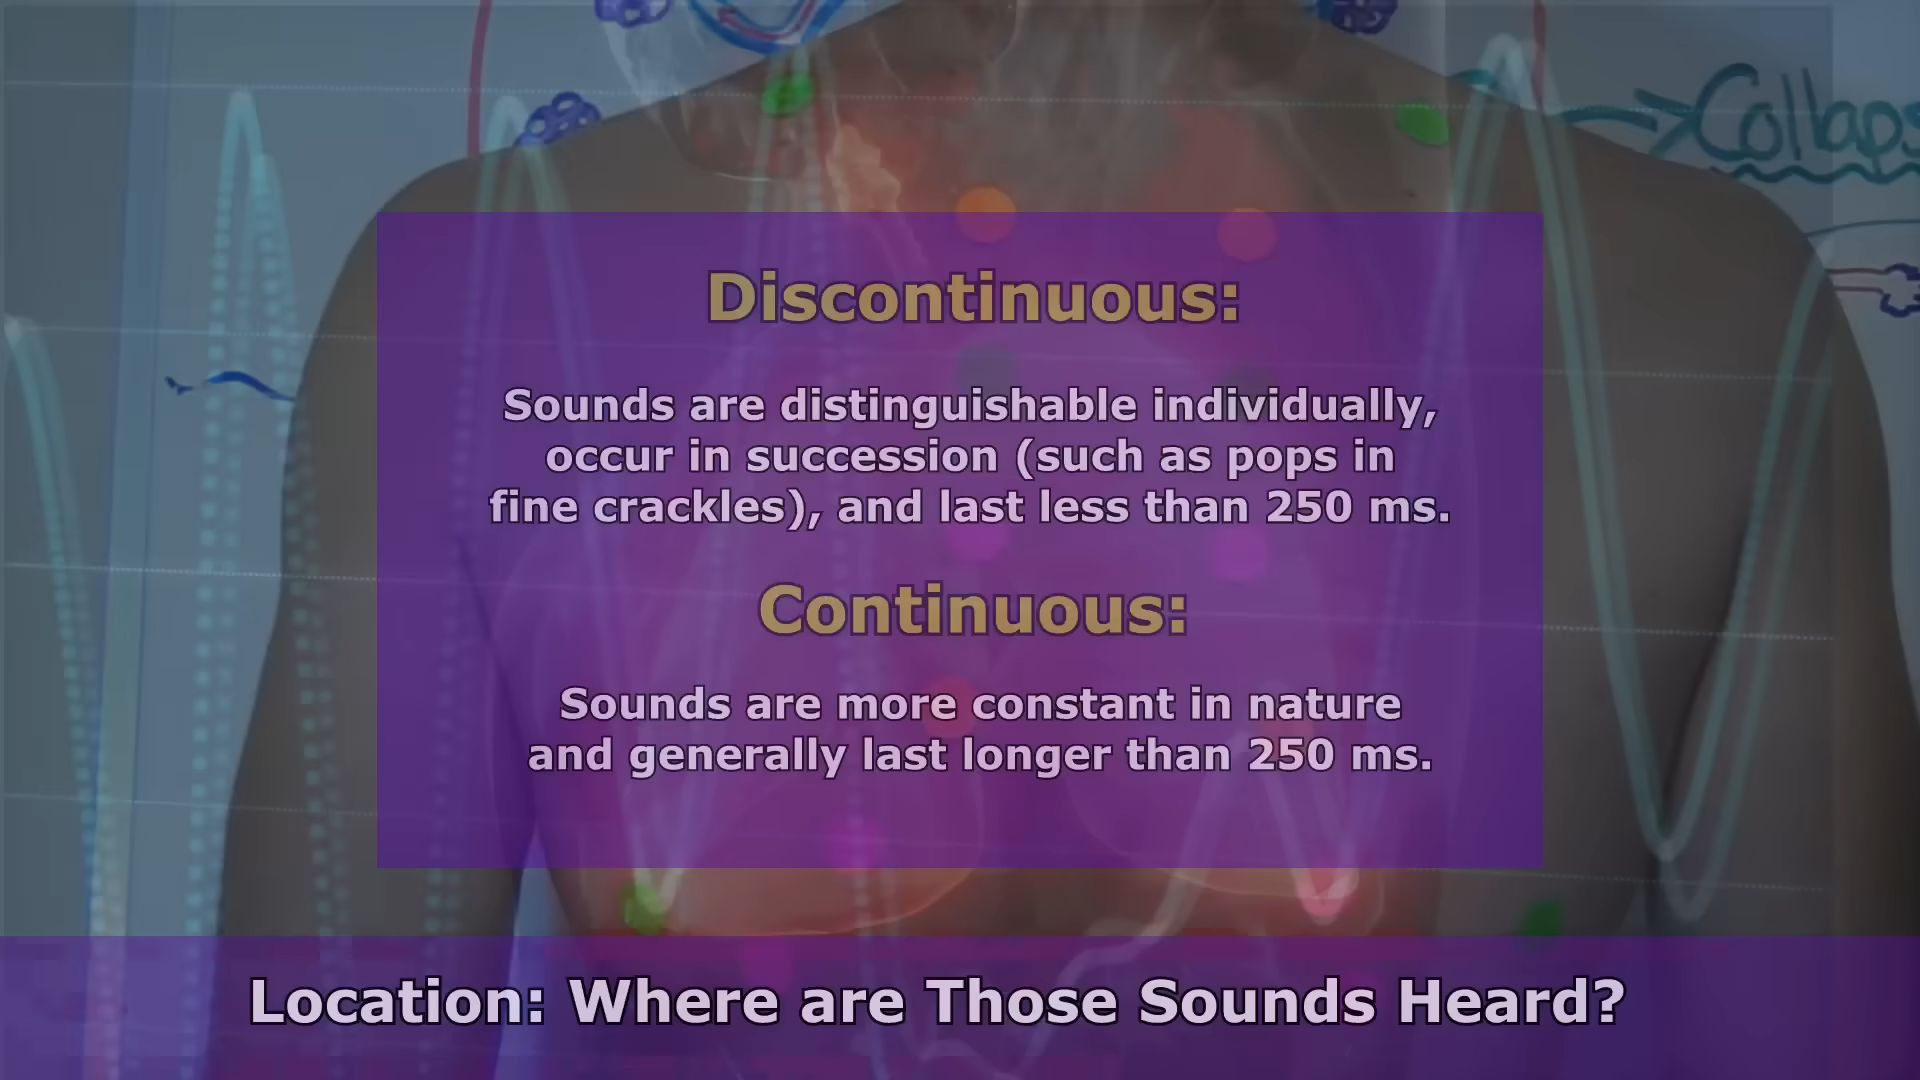 Collaps
Discontinuous:
Sounds are distinguishable individually,
occur in succession (such as pops in
fine crackles), and last less than 250 ms.
Continuous:
Sounds are more constant in nature
and generally last longer than 250 ms.
Location: Where are Those Sounds Heard?